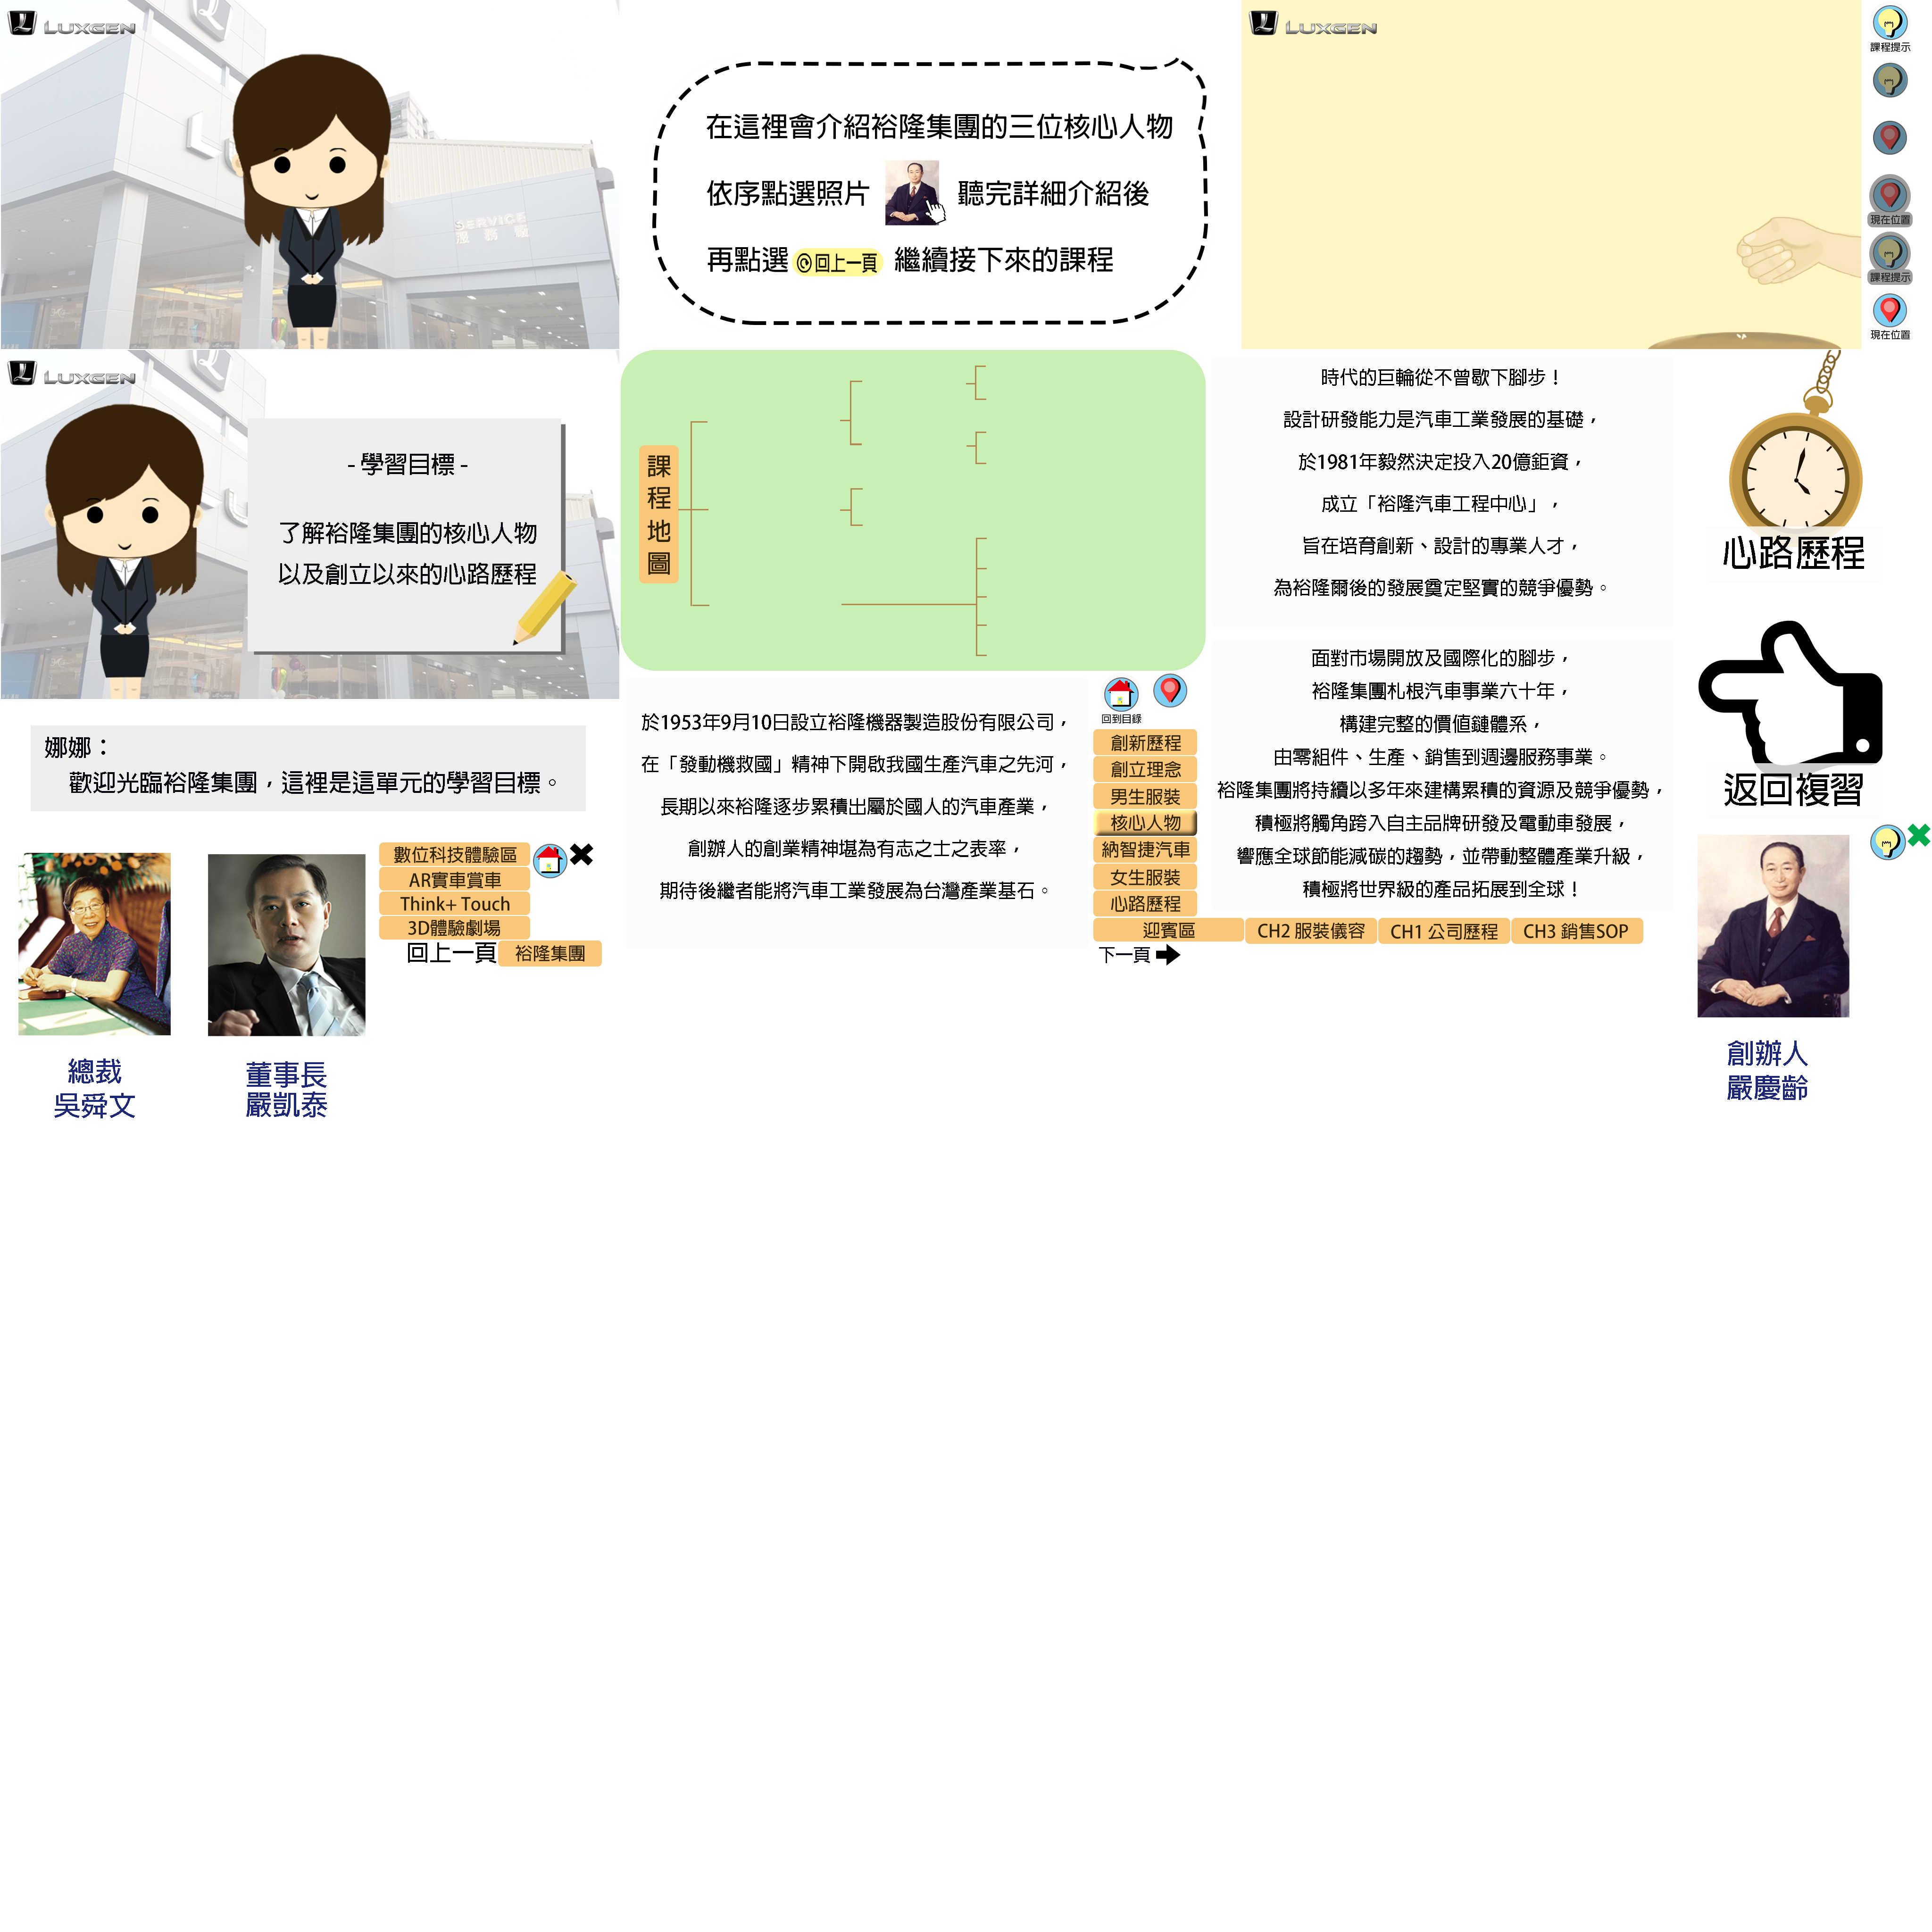 LUXGEN
SERVICE
服務廠
在這裡會介紹裕隆集團的三位核心人物
依序點選照片 聽完詳細介紹後
再點選 回上一頁 繼續接下來的課程
LUXGEN
課程提示
現在位置
課程提示
現在位置
LUXGEN
- 學習目標 -
了解裕隆集團的核心人物
以及創立以來的心路歷程
課程地圖
時代的巨輪從不曾歇下腳步！
設計研發能力是汽車工業發展的基礎，
於1981年毅然決定投入20億鉅資，
成立「裕隆汽車工程中心」，
旨在培育創新、設計的專業人才，
為裕隆爾後的發展奠定堅實的競爭優勢。
心路歷程
娜娜：
歡迎光臨裕隆集團，這裡是這單元的學習目標。
於1953年9月10日設立裕隆機器製造股份有限公司，
在「發動機救國」精神下開啟我國生產汽車之先河，
長期以來裕隆逐步累積出屬於國人的汽車產業，
創辦人的創業精神堪為有志之士之表率，
期待後繼者能將汽車工業發展為台灣產業基石。
回到目錄
創新歷程
創立理念
男生服裝
核心人物
納智捷汽車
女生服裝
心路歷程
迎賓區
CH2 服裝儀容
CH1 公司歷程
CH3 銷售SOP
下一頁
面對市場開放及國際化的腳步，
裕隆集團札根汽車事業六十年，
構建完整的價值鏈體系，
由零組件、生產、銷售到週邊服務事業。
裕隆集團將持續以多年來建構累積的資源及競爭優勢，
積極將觸角跨入自主品牌研發及電動車發展，
響應全球節能減碳的趨勢，並帶動整體產業升級，
積極將世界級的產品拓展到全球！
返回複習
數位科技體驗區
AR實車賞車
Think+ Touch
3D體驗劇場
回上一頁
裕隆集團
總裁
吳舜文
董事長
嚴凱泰
創辦人
嚴慶齡